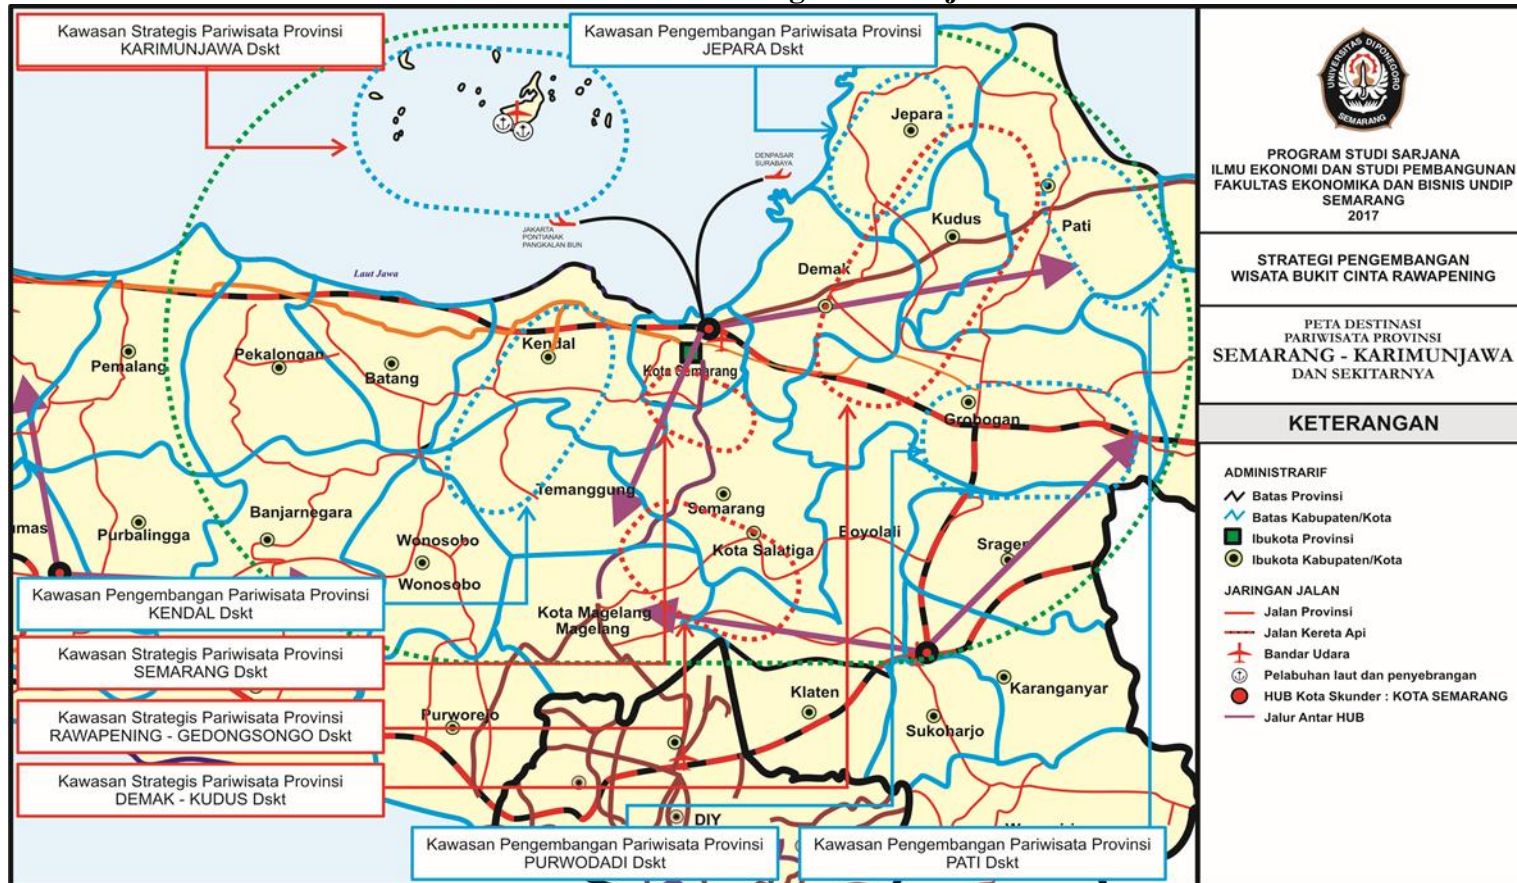 Kawasan Strategis Pariwisata Provinsi
KARIMUNJAWA Dskt
Kawasan Pengembangan Pariwisata Provinsi
JEPARA Dskt
DENPASAR
SURABAYA
JAKARTA
PONTIANAK
PANGKALAN BUN
Laut Jawa
Jepara
Kudus
Pati
Demak
Pemalang
Pekalongan
Batang
Kendal
Kota Semarang
Grobogan
Temanggung
Semarang
Kota Salatiga
Boyolali
Sragen
umas
Purbalingga
Banjarnegara
Wonosobo
Wonosobo
Kota Magelang
Magelang
Klaten
Karanganyar
Sukoharjo
Purworejo
DIY
Kawasan Pengembangan Pariwisata Provinsi
KENDAL Dskt
Kawasan Strategis Pariwisata Provinsi
SEMARANG Dskt
Kawasan Strategis Pariwisata Provinsi
RAWAPENING - GEDONGSONGO Dskt
Kawasan Strategis Pariwisata Provinsi
DEMAK - KUDUS Dskt
Kawasan Pengembangan Pariwisata Provinsi
PURWODADI Dskt
Kawasan Pengembangan Pariwisata Provinsi
PATI Dskt
UNIVERSITAS DIPONEGORO
SEMARANG
PROGRAM STUDI SARJANA
ILMU EKONOMI DAN STUDI PEMBANGUNAN
FAKULTAS EKONOMIKA DAN BISNIS UNDIP
SEMARANG
2017
STRATEGI PENGEMBANGAN
WISATA BUKIT CINTA RAWAPENING
PETA DESTINASI
PARIWISATA PROVINSI
SEMARANG - KARIMUNJAWA
DAN SEKITARNYA
KETERANGAN
ADMINISTRARIF
Batas Provinsi
Batas Kabupaten/Kota
Ibukota Provinsi
Ibukota Kabupaten/Kota
JARINGAN JALAN
Jalan Provinsi
Jalan Kereta Api
Bandar Udara
Pelabuhan laut dan penyebrangan
HUB Kota Skunder : KOTA SEMARANG
Jalur Antar HUB